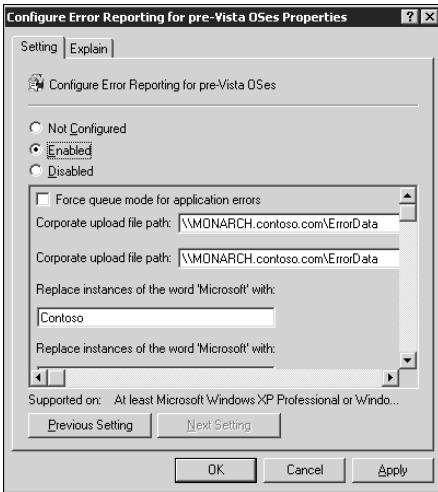 Configure Error Reporting for pre-Vista OSes Properties
Setting
Explain
Configure Error Reporting for pre-Vista OSes
Not Configured
Enabled
Disabled
Force queue mode for application errors
Corporate upload file path: \\MONARCH.contoso.com\ErrorData
Corporate upload file path: \\MONARCH.contoso.com\ErrorData
Replace instances of the word 'Microsoft' with:
Contoso
Replace instances of the word 'Microsoft' with:
Supported on: At least Microsoft Windows XP Professional or Windo...
Previous Setting
Next Setting
OK
Cancel
Apply